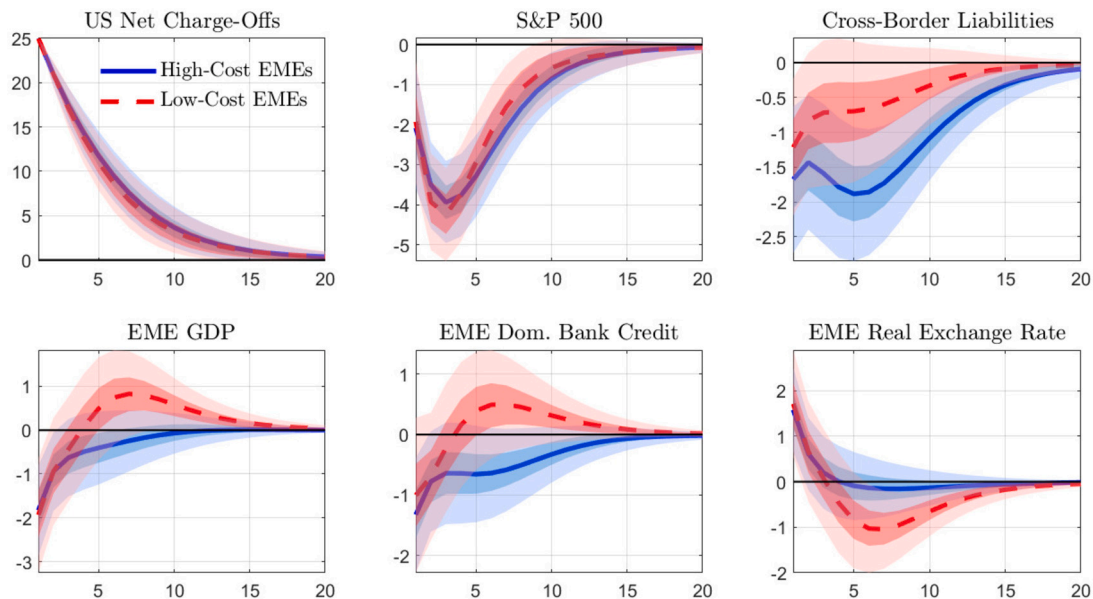 US Net Charge-Offs
25
20
15
10
5
0
5 10 15 20
High-Cost EMEs
Low-Cost EMEs
S&P 500
0
-1
-2
-3
-4
-5
5 10 15 20
Cross-Border Liabilities
0
-0.5
-1
-1.5
-2
-2.5
5 10 15 20
EME GDP
1
0
-1
-2
-3
5 10 15 20
EME Dom. Bank Credit
1
0
-1
-2
5 10 15 20
EME Real Exchange Rate
2
1
0
-1
-2
5 10 15 20